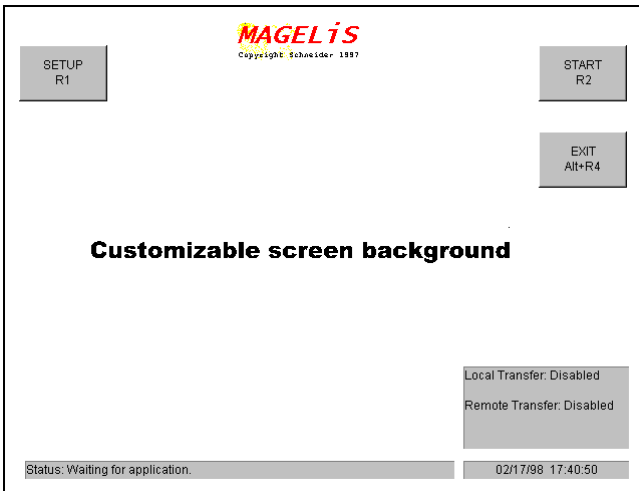 MAGELiS
Copyright Schneider 1997
SETUP
R1
START
R2
EXIT
Alt+R4
Customizable screen background
Local Transfer: Disabled
Remote Transfer: Disabled
Status: Waiting for application.
02/17/98 17:40:50